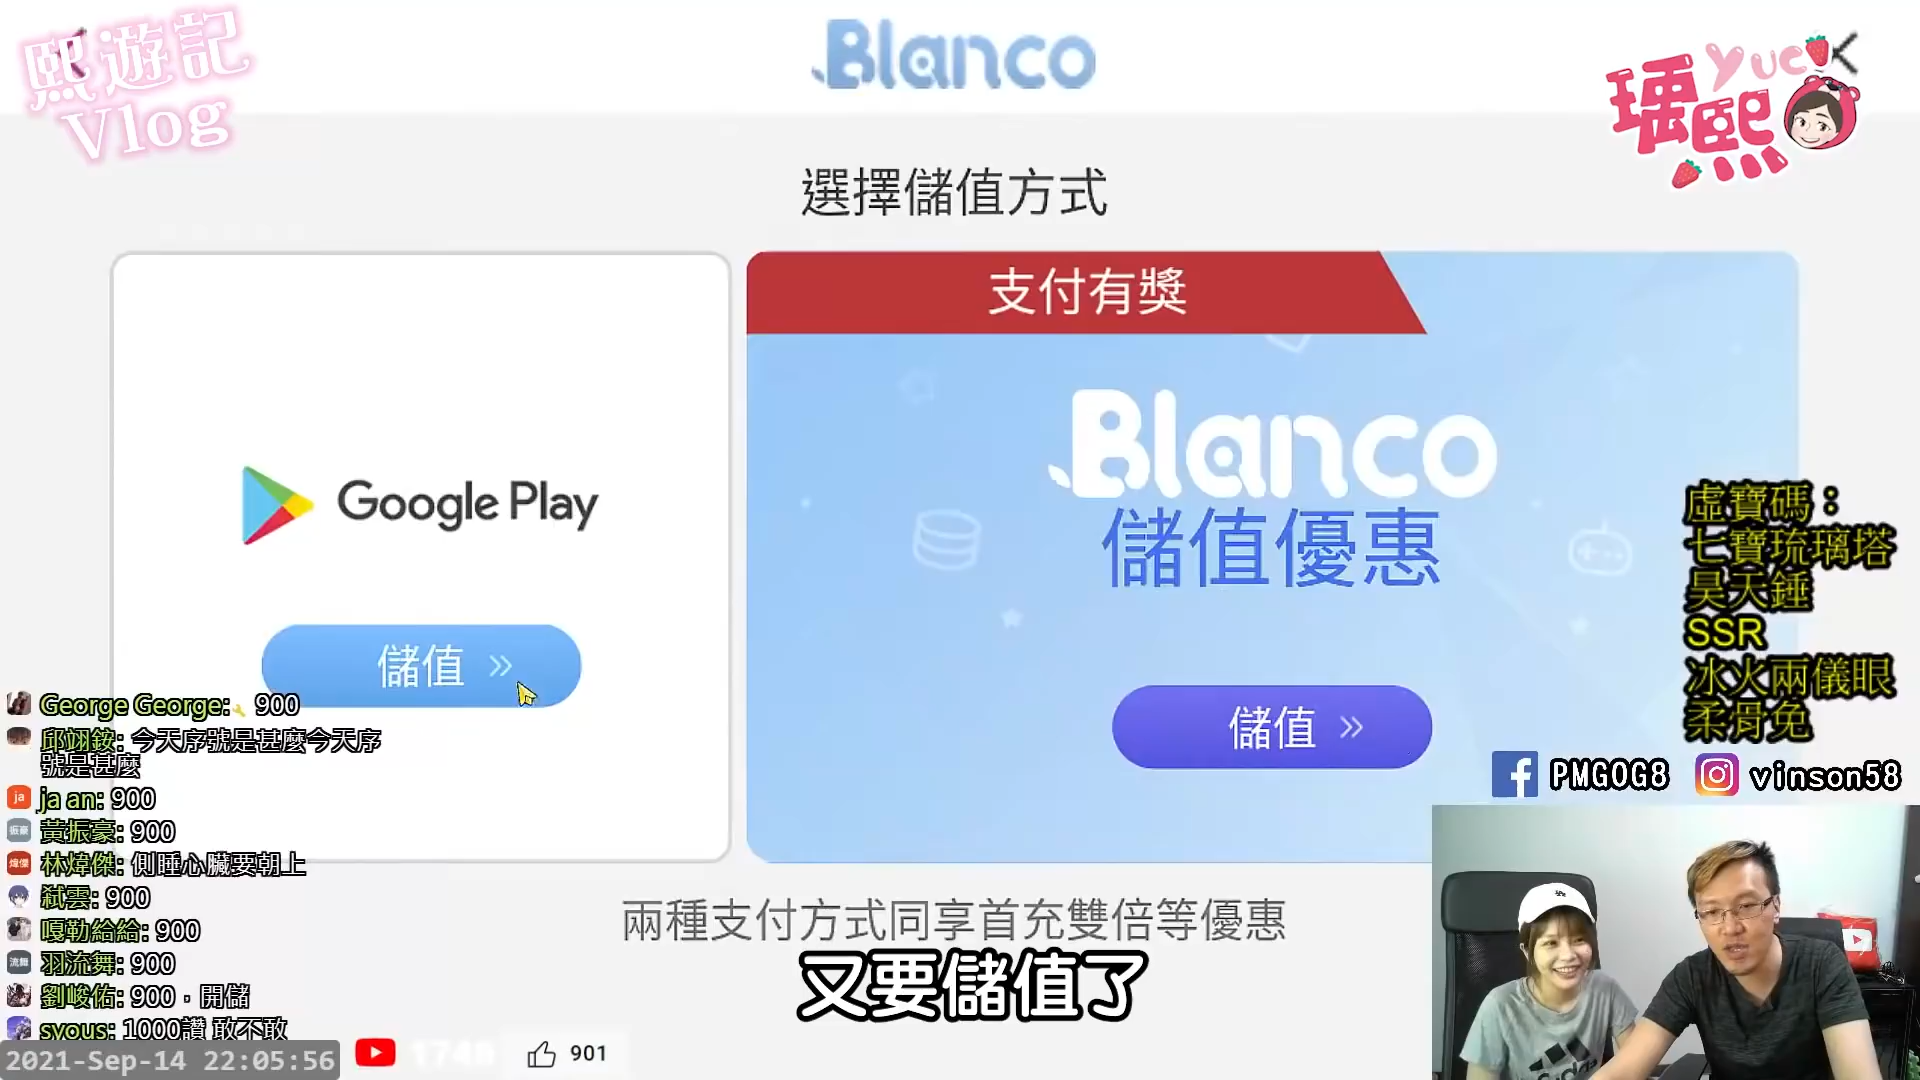 熙遊記
Vlog
Blanco
Yuci
瑀熙
選擇儲值方式
支付有獎
Google Play
儲值
Blanco
儲值優惠
儲值
虛寶碼：
七寶琉璃塔
昊天錘
SSR
冰火兩儀眼
柔骨免
PMGOG8
vinson58
George George: 900
邱翊銨: 今天序號是甚麼今天序
號是甚麼
ja an: 900
黃振豪: 900
林煒傑: 側睡心臟要朝上
弒雲: 900
嘎勒給給: 900
羽流舞: 900
劉峻佑: 900，開儲
syous: 1000讚 敢不敢
兩種支付方式同享首充雙倍等優惠
又要儲值了
2021-Sep-14 22:05:56
901